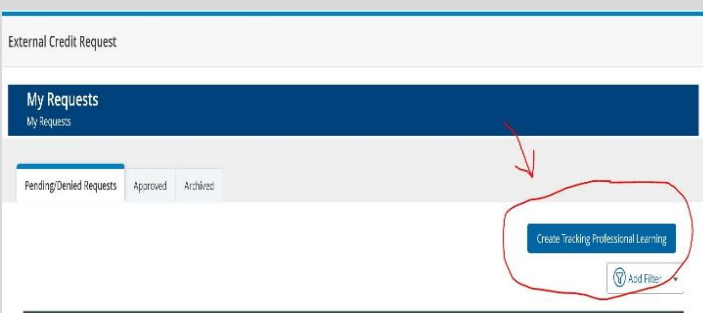 External Credit Request
My Requests
My Requests
Pending/Denied Requests Approved Archived
Create Tracking Professional Learning
Add Filter